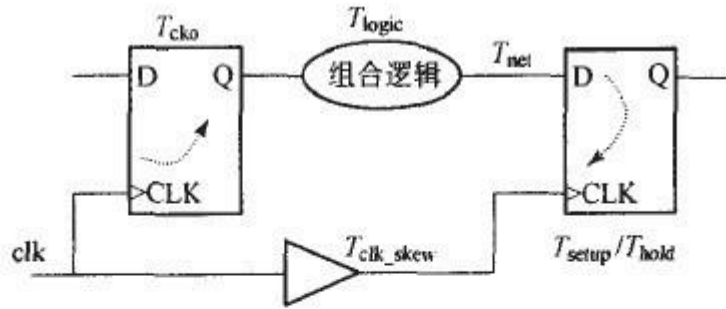 T_cko
T_logic
D Q
组合逻辑
T_net
D Q
CLK
CLK
clk
T_clk_skew
T_setup/T_hold